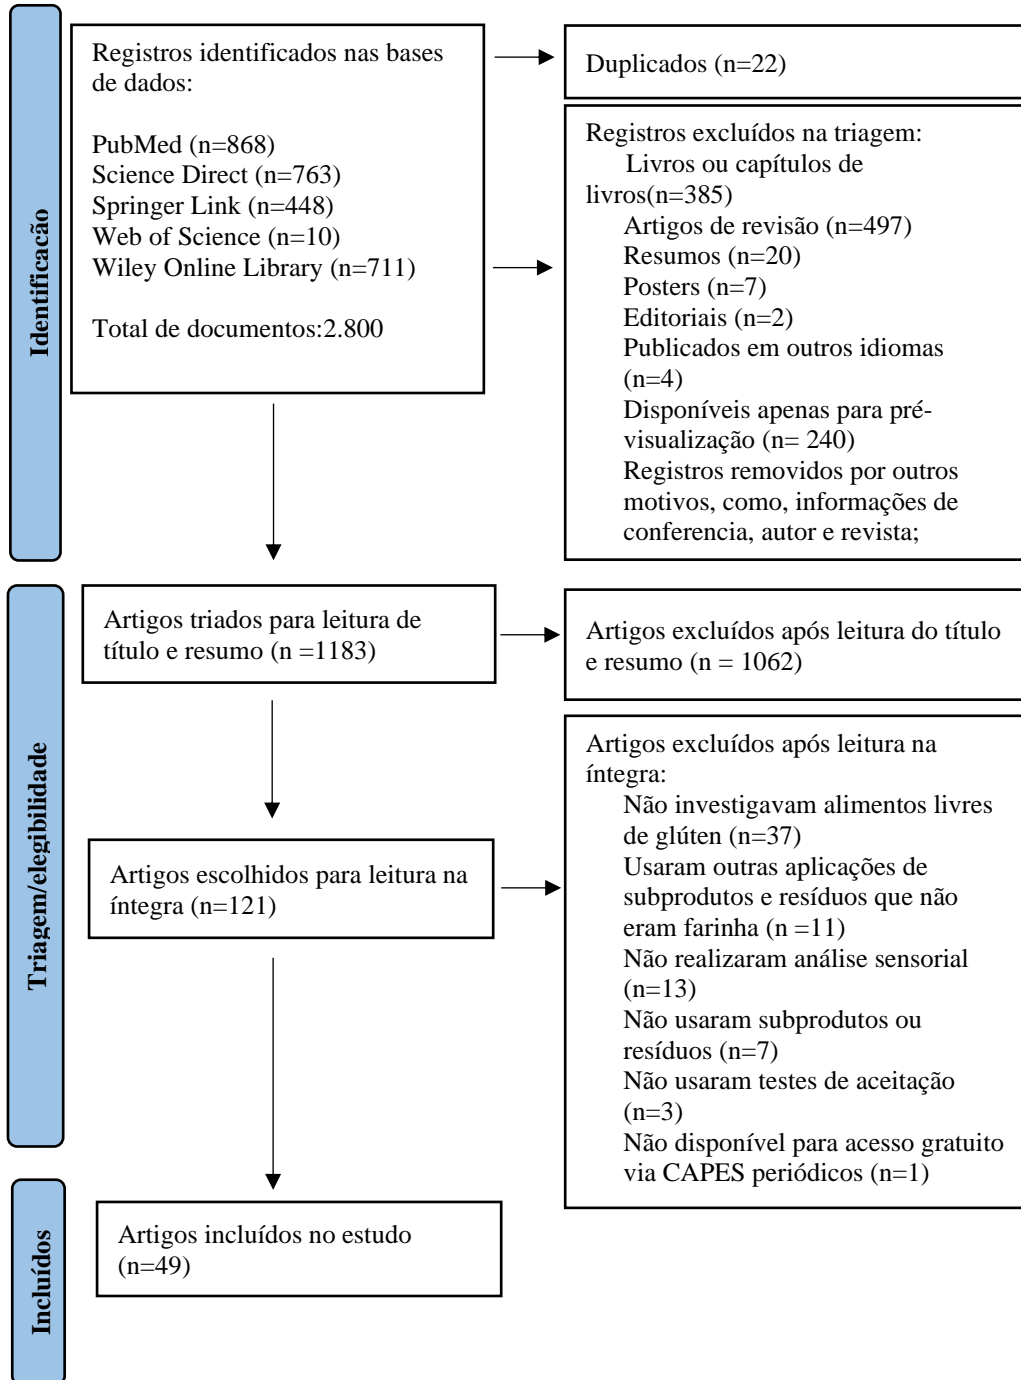 Identificação
Registros identificados nas bases
de dados:
PubMed (n=868)
Science Direct (n=763)
Springer Link (n=448)
Web of Science (n=10)
Wiley Online Library (n=711)
Total de documentos:2.800
Duplicados (n=22)
Registros excluídos na triagem:
Livros ou capítulos de
livros(n=385)
Artigos de revisão (n=497)
Resumos (n=20)
Posters (n=7)
Editoriais (n=2)
Publicados em outros idiomas
(n=4)
Disponíveis apenas para pré-
visualização (n= 240)
Registros removidos por outros
motivos, como, informações de
conferencia, autor e revista;
Triagem/elegibilidade
Artigos triados para leitura de
título e resumo (n =1183)
Artigos excluídos após leitura do título
e resumo (n = 1062)
Artigos escolhidos para leitura na
íntegra (n=121)
Artigos excluídos após leitura na
íntegra:
Não investigavam alimentos livres
de glúten (n=37)
Usaram outras aplicações de
subprodutos e resíduos que não
eram farinha (n =11)
Não realizaram análise sensorial
(n=13)
Não usaram subprodutos ou
resíduos (n=7)
Não usaram testes de aceitação
(n=3)
Não disponível para acesso gratuito
via CAPES periódicos (n=1)
Incluídos
Artigos incluídos no estudo
(n=49)